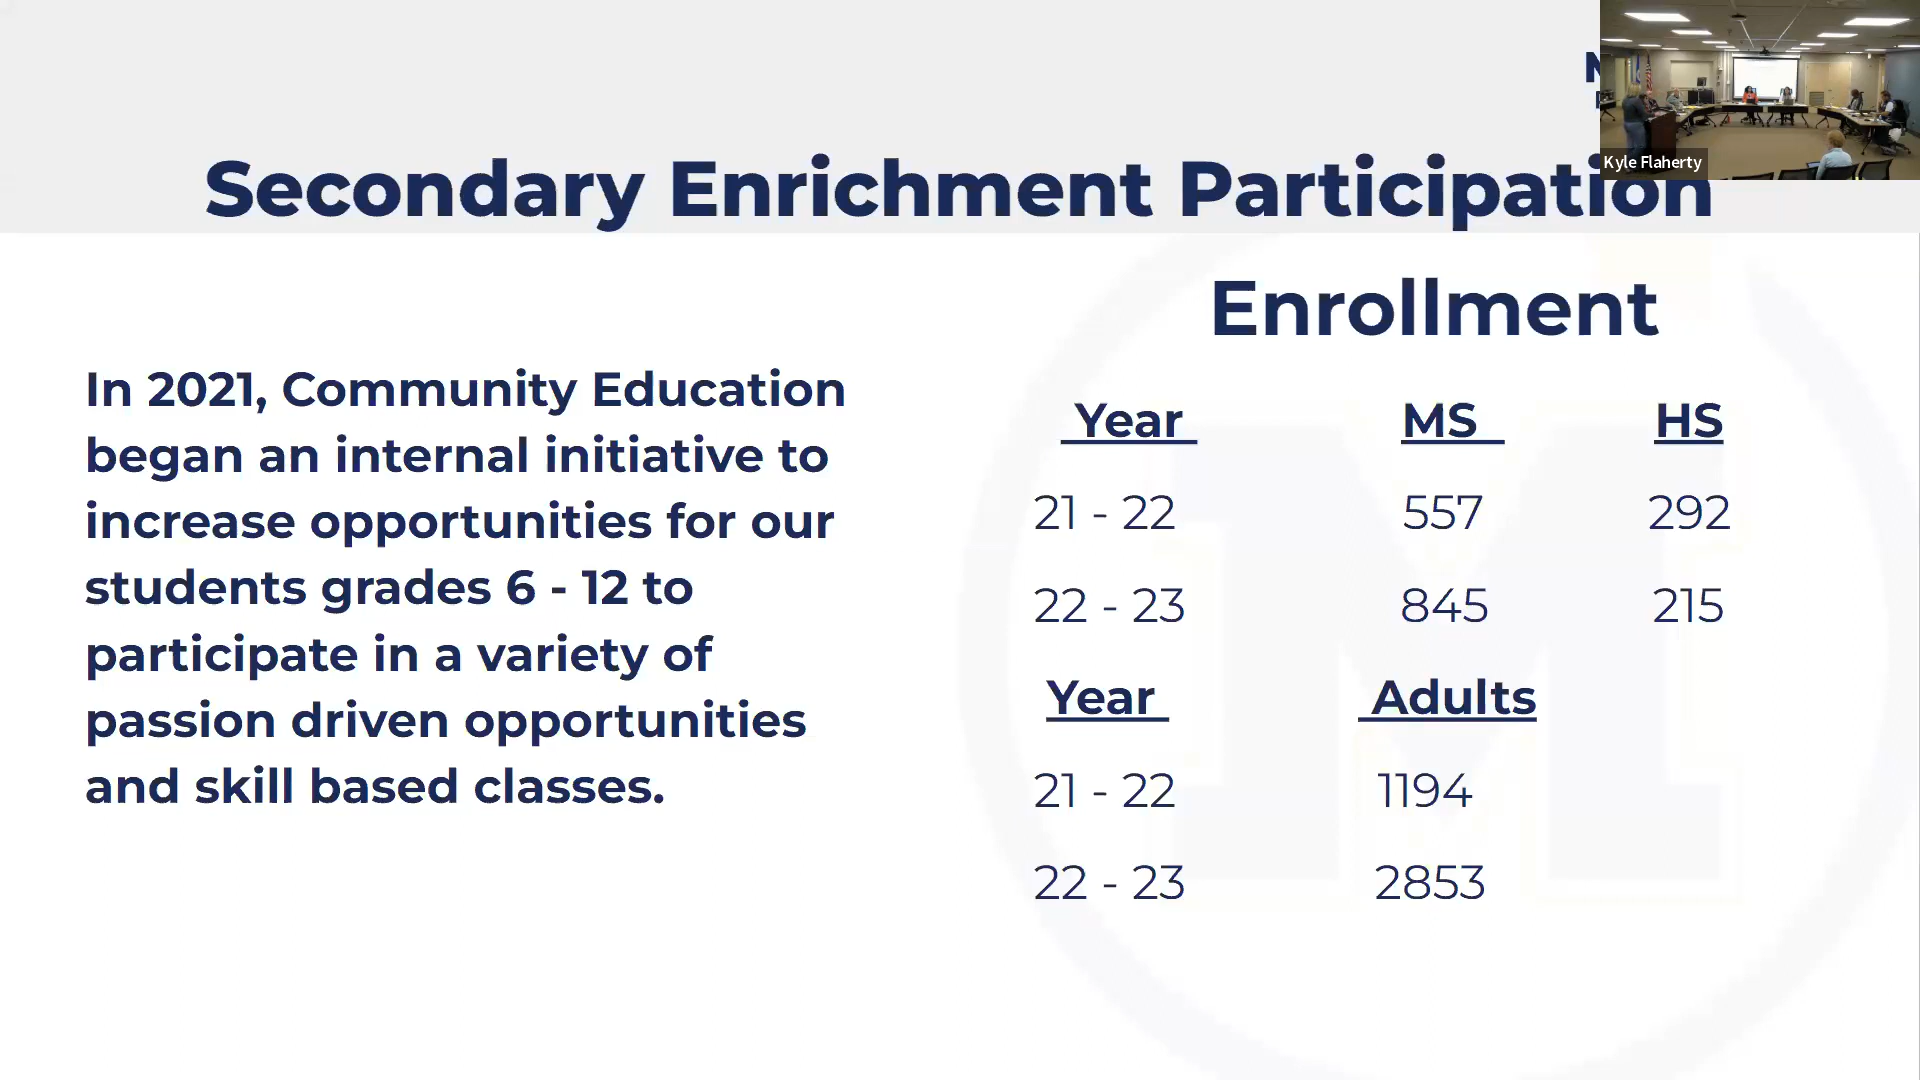 Kyle Flaherty
Secondary Enrichment Participation
In 2021, Community Education
began an internal initiative to
increase opportunities for our
students grades 6 - 12 to
participate in a variety of
passion driven opportunities
and skill based classes.
Enrollment
Year MS HS
21 - 22 557 292
22 - 23 845 215
Year Adults
21 - 22 1194
22 - 23 2853